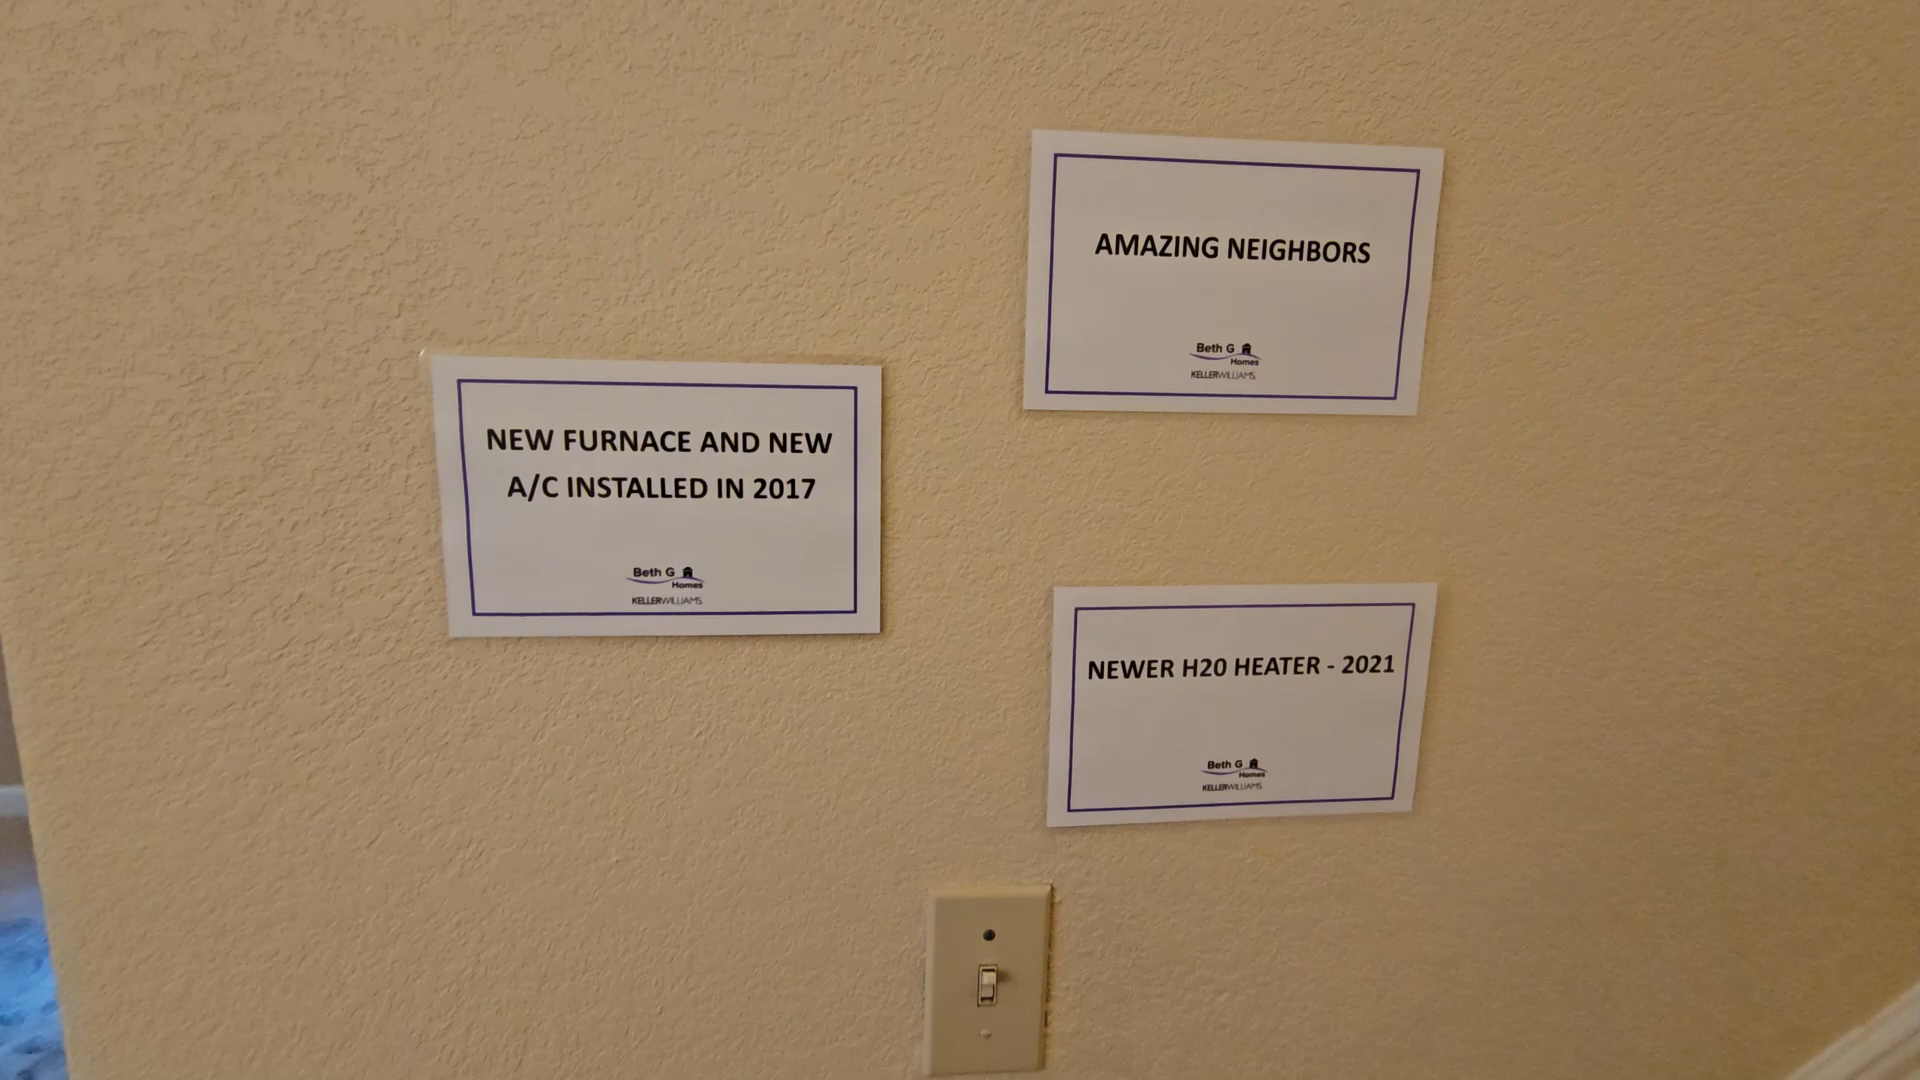 AMAZING NEIGHBORS
Beth G
Homes
KELLERWILLIAMS.
NEW FURNACE AND NEW
A/C INSTALLED IN 2017
Beth G
Homes
KELLERWILLIAMS.
NEWER H20 HEATER - 2021
Beth G
Homes
KELLERWILLIAMS